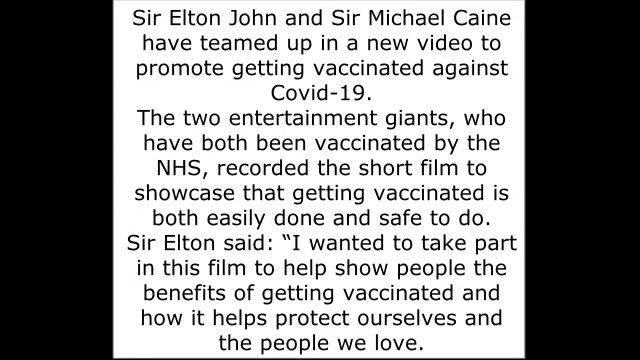 Sir Elton John and Sir Michael Caine
have teamed up in a new video to
promote getting vaccinated against
Covid-19.
The two entertainment giants, who
have both been vaccinated by the
NHS, recorded the short film to
showcase that getting vaccinated is
both easily done and safe to do.
Sir Elton said: “I wanted to take part
in this film to help show people the
benefits of getting vaccinated and
how it helps protect ourselves and
the people we love.